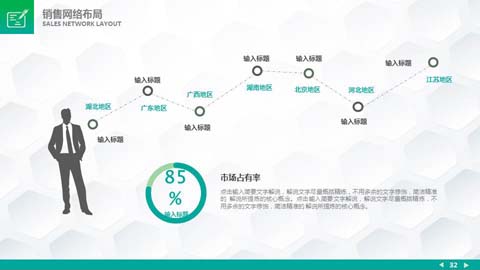 销售网络布局
SALES NETWORK LAYOUT
输入标题
湖北地区
输入标题
广东地区
广西地区
输入标题
输入标题
湖南地区
输入标题
北京地区
河北地区
输入标题
输入标题
江苏地区
85
%
输入标题
市场占有率
点击输入简要文字解说，解说文字尽量概括精炼，不用多余的文字修饰，简洁精准
的 解说所提炼的核心概念。点击输入简要文字解说，解说文字尽量概括精炼，不
用多余的文字修饰，简洁精准的 解说所提炼的核心概念。
32